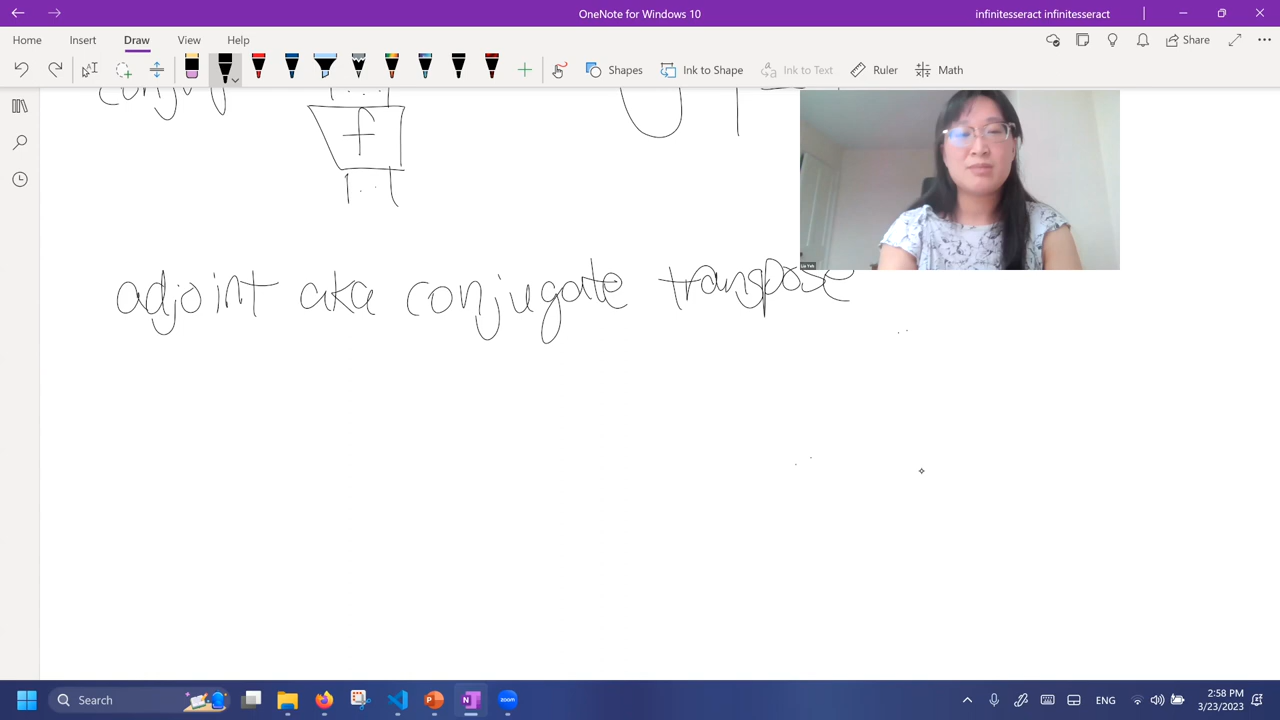 OneNote for Windows 10
infinitesseract infinitesseract
Home Insert Draw View Help
Share
Shapes Ink to Shape Ink to Text Ruler Math
f
adjoint aka conjugate transpose
Search
ENG
2:58 PM
3/23/2023
zoom